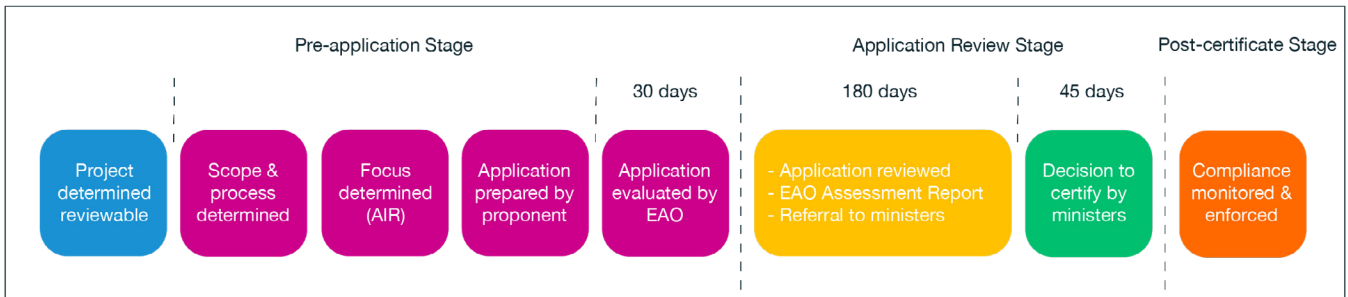 Pre-application Stage
Application Review Stage
Post-certificate Stage
30 days
180 days
45 days
Project
determined
reviewable
Scope &
process
determined
Focus
determined
(AIR)
Application
prepared by
proponent
Application
evaluated by
EAO
- Application reviewed
- EAO Assessment Report
- Referral to ministers
Decision to
certify by
ministers
Compliance
monitored &
enforced